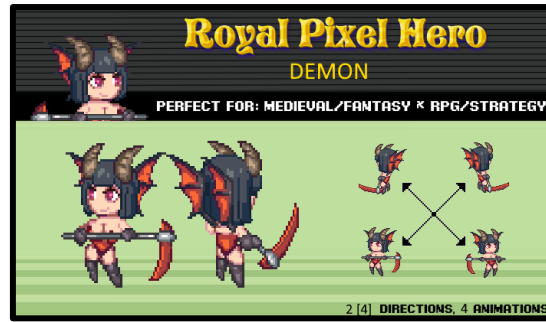 Royal Pixel Hero
DEMON
PERFECT FOR: MEDIEVAL/FANTASY * RPG/STRATEGY
2 [4] DIRECTIONS, 4 ANIMATIONS